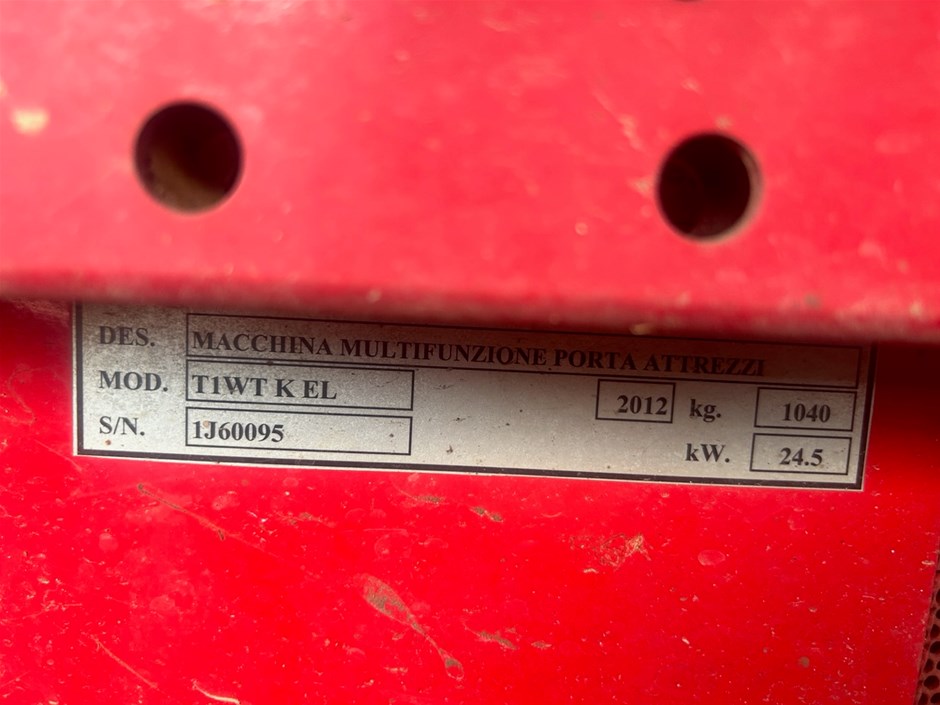 DES. MACCHINA MULTIFUNZIONE PORTA ATTREZZI
MOD. T1WT K EL 2012 kg. 1040
S/N. 1J60095 kW. 24.5